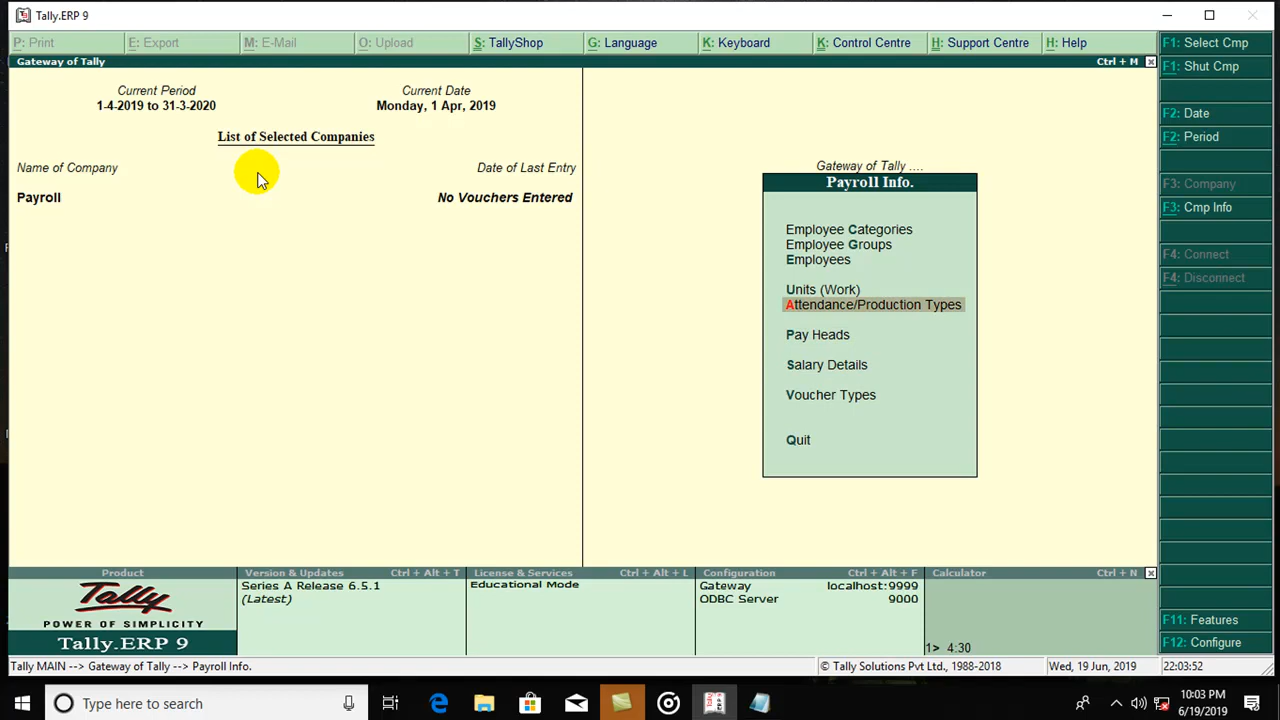 Tally.ERP 9
P: Print
E: Export
M: E-Mail
O: Upload
S: TallyShop
G: Language
K: Keyboard
K: Control Centre
H: Support Centre
H: Help
Gateway of Tally
Ctrl + M
Current Period
1-4-2019 to 31-3-2020
Current Date
Monday, 1 Apr, 2019
List of Selected Companies
Name of Company
Date of Last Entry
Payroll
No Vouchers Entered
Gateway of Tally ....
Payroll Info.
Employee Categories
Employee Groups
Employees
Units (Work)
Attendance/Production Types
Pay Heads
Salary Details
Voucher Types
Quit
F1: Select Cmp
F1: Shut Cmp
F2: Date
F2: Period
F3: Company
F3: Cmp Info
F4: Connect
F4: Disconnect
F11: Features
F12: Configure
Product
Tally
POWER OF SIMPLICITY
Tally.ERP 9
Version & Updates
Ctrl + Alt + T
Series A Release 6.5.1
(Latest)
License & Services
Ctrl + Alt + L
Educational Mode
Configuration
Ctrl + Alt + F
Gateway
localhost:9999
ODBC Server
9000
Calculator
Ctrl + N
1> 4:30
Tally MAIN --> Gateway of Tally --> Payroll Info.
© Tally Solutions Pvt Ltd., 1988-2018
Wed, 19 Jun, 2019
22:03:52
Type here to search
10:03 PM
6/19/2019